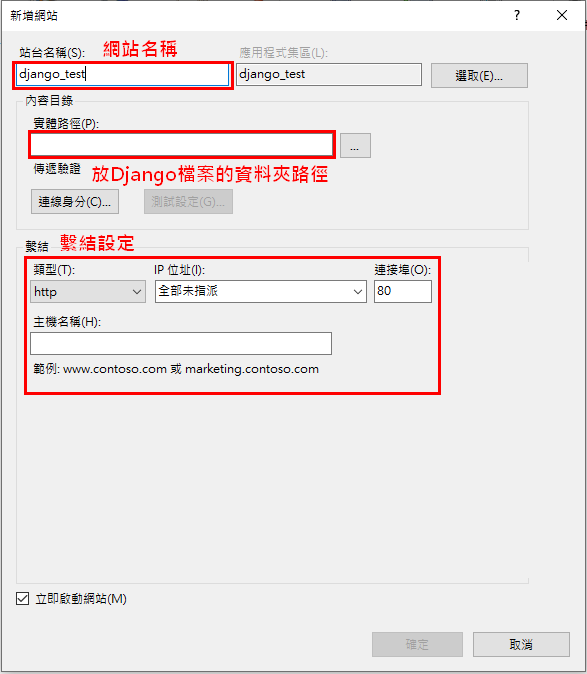 新增網站
? ×
站台名稱(S): 網站名稱 應用程式集區(L):
django_test django_test 選取(E)...
內容目錄
實體路徑(P):
...
傳遞驗證 放Django檔案的資料夾路徑
連線身分(C)... 測試設定(G)...
繫結 繫結設定
類型(T): IP 位址(I): 連接埠(O):
http 全部未指派 80
主機名稱(H):
範例: www.contoso.com 或 marketing.contoso.com
立即啟動網站(M)
確定 取消